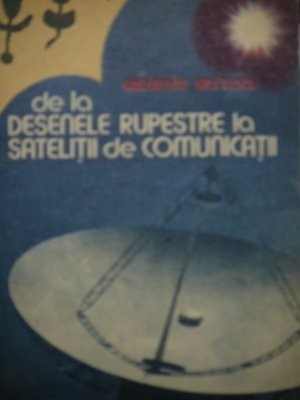 de la
DESENELE RUPESTRE la
SATELIȚII de COMUNICAȚII